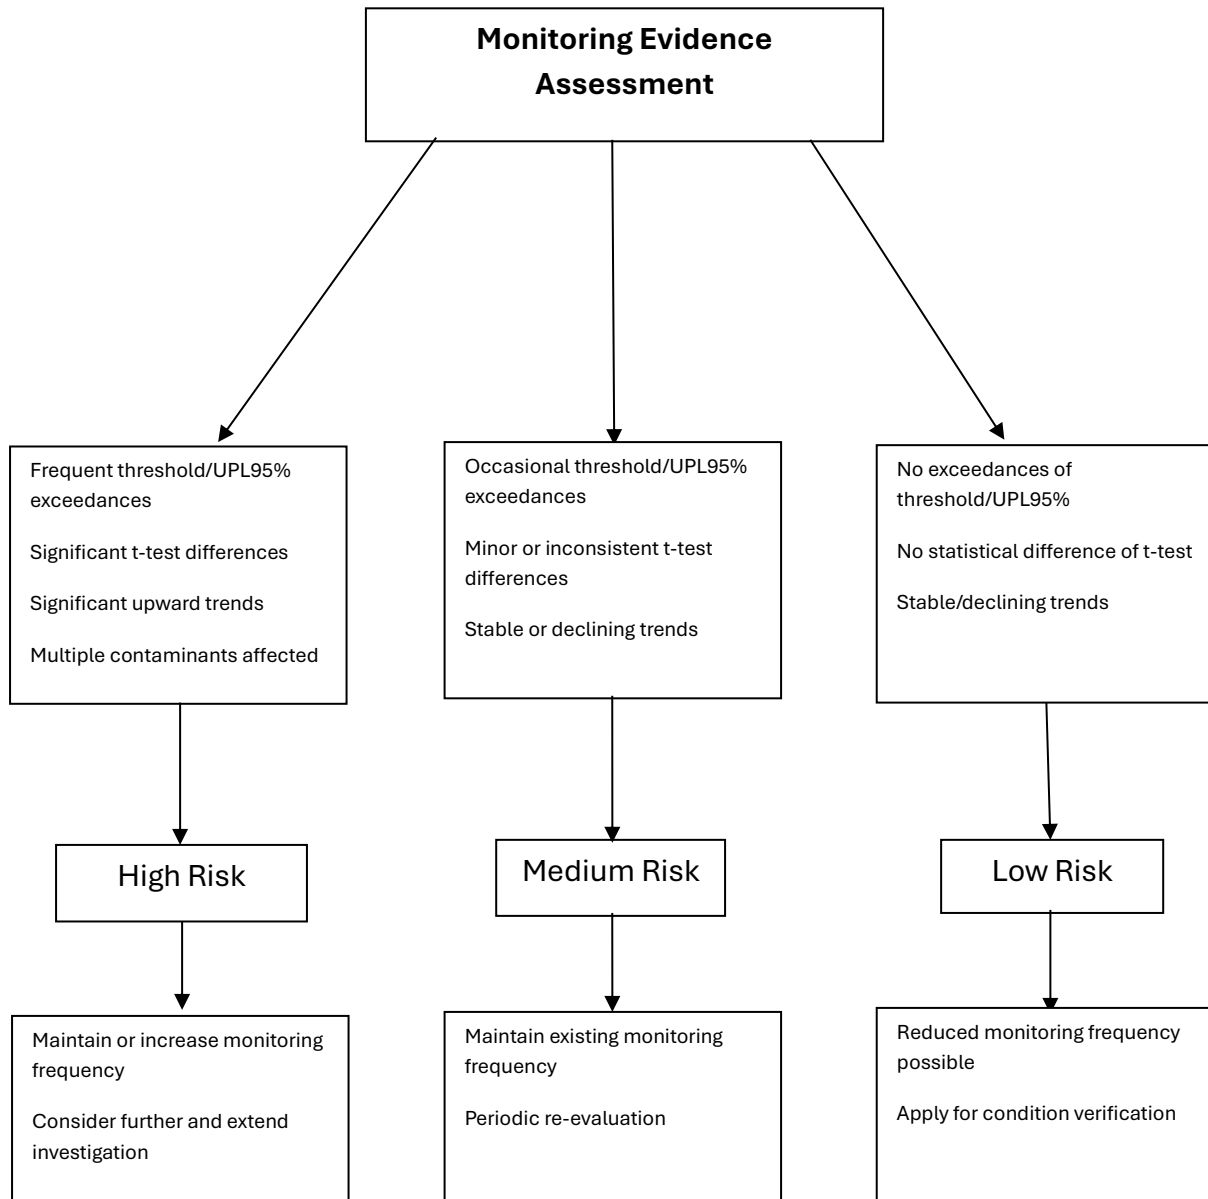 Monitoring Evidence
Assessment
Frequent threshold/UPL95%
exceedances
Significant t-test differences
Significant upward trends
Multiple contaminants affected
Occasional threshold/UPL95%
exceedances
Minor or inconsistent t-test
differences
Stable or declining trends
No exceedances of
threshold/UPL95%
No statistical difference of t-test
Stable/declining trends
High Risk
Medium Risk
Low Risk
Maintain or increase monitoring
frequency
Consider further and extend
investigation
Maintain existing monitoring
frequency
Periodic re-evaluation
Reduced monitoring frequency
possible
Apply for condition verification